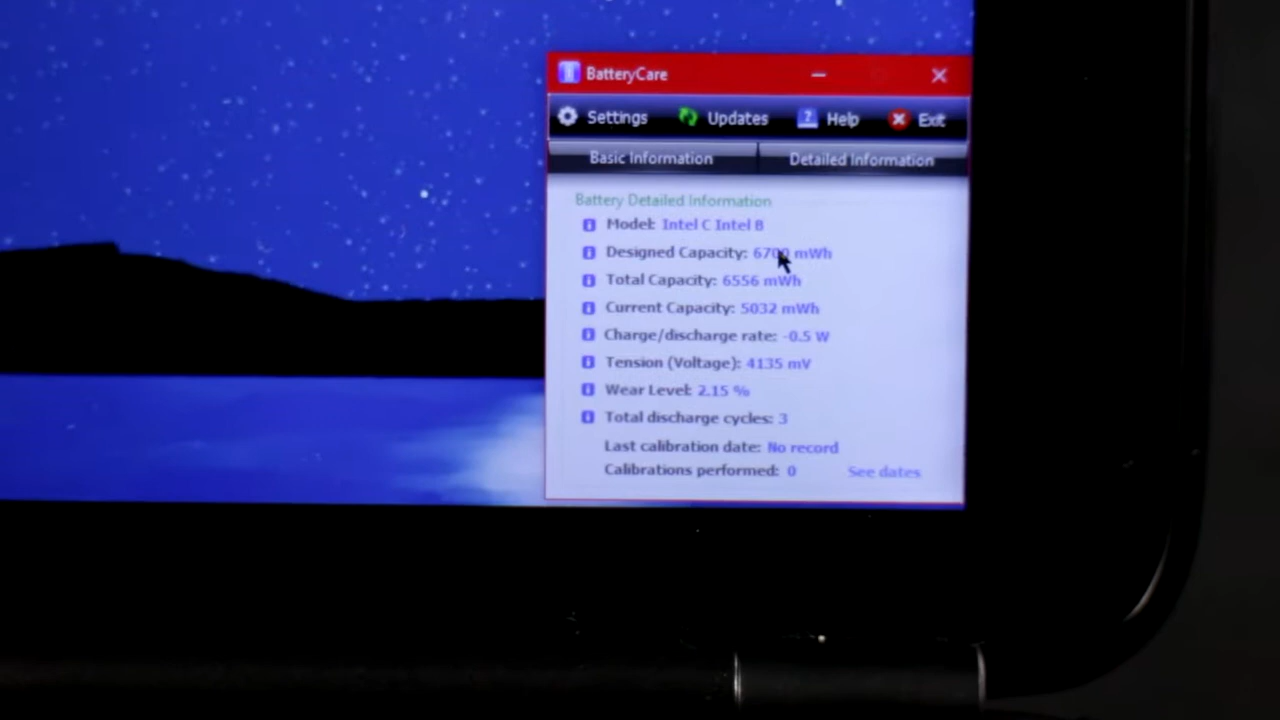 BatteryCare
Settings Updates Help Exit
Basic Information Detailed Information
Battery Detailed Information
Model: Intel C Intel B
Designed Capacity: 6700 mWh
Total Capacity: 6556 mWh
Current Capacity: 5032 mWh
Charge/discharge rate: -0.5 W
Tension (Voltage): 4135 mV
Wear Level: 2.15 %
Total discharge cycles: 3
Last calibration date: No record
Calibrations performed: 0 See dates